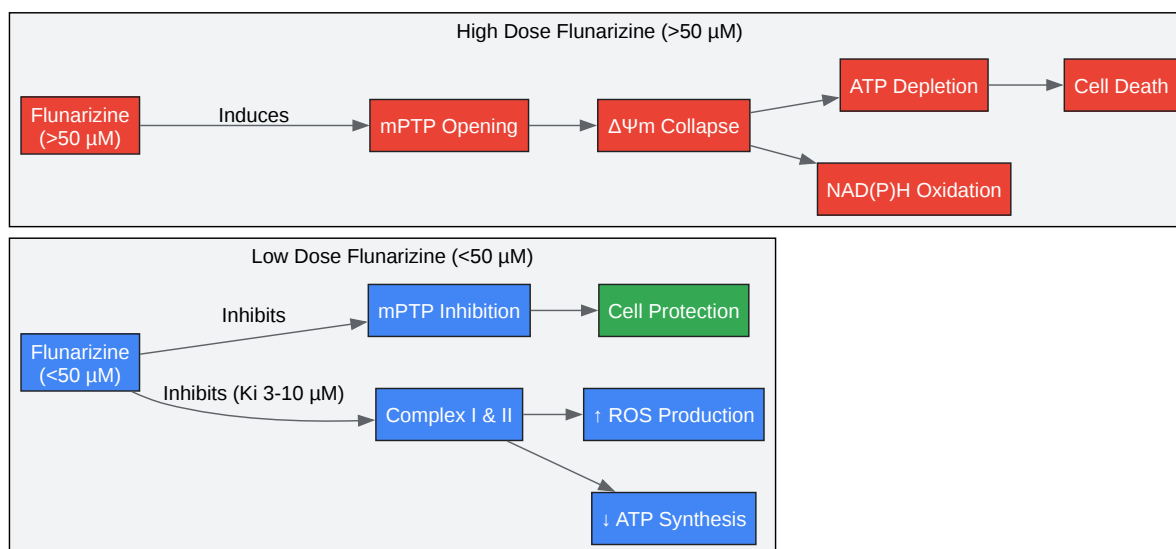 High Dose Flunarizine (>50 µM)
Flunarizine
(>50 µM)
Induces
mPTP Opening
ΔΨm Collapse
ATP Depletion
Cell Death
NAD(P)H Oxidation
Low Dose Flunarizine (<50 µM)
Flunarizine
(<50 µM)
Inhibits
mPTP Inhibition
Cell Protection
Inhibits (Ki 3-10 µM)
Complex I & II
↑ ROS Production
↓ ATP Synthesis